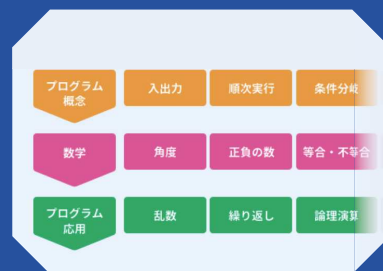 プログラム
概念
入出力
順次実行
条件分岐
数学
角度
正負の数
等合・不等合
プログラム
応用
乱数
繰り返し
論理演算